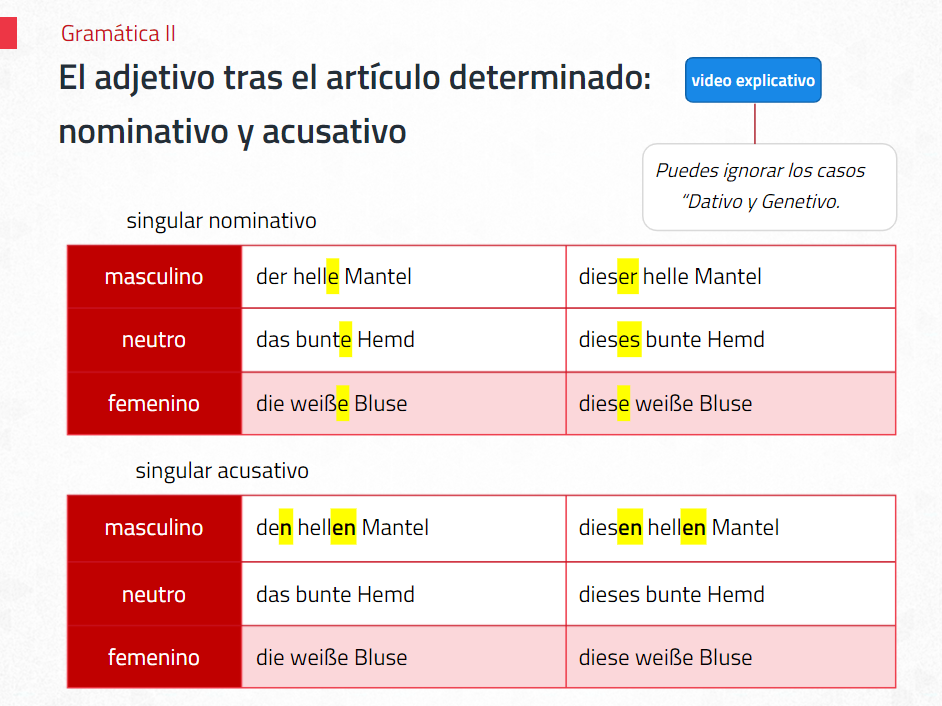 Gramática II
El adjetivo tras el artículo determinado:
nominativo y acusativo
video explicativo
Puedes ignorar los casos
“Dativo y Genetivo.
singular nominativo
masculino der helle Mantel dieser helle Mantel
neutro das bunte Hemd dieses bunte Hemd
femenino die weiße Bluse diese weiße Bluse
singular acusativo
masculino den hellen Mantel diesen hellen Mantel
neutro das bunte Hemd dieses bunte Hemd
femenino die weiße Bluse diese weiße Bluse